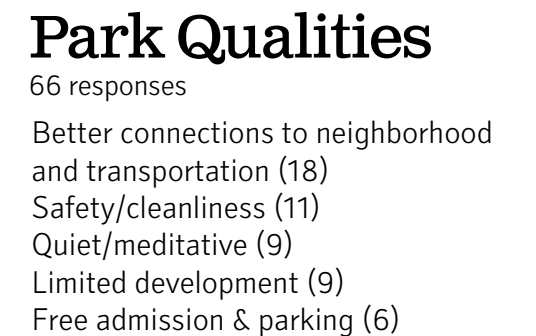 Park Qualities
66 responses
Better connections to neighborhood
and transportation (18)
Safety/cleanliness (11)
Quiet/meditative (9)
Limited development (9)
Free admission & parking (6)